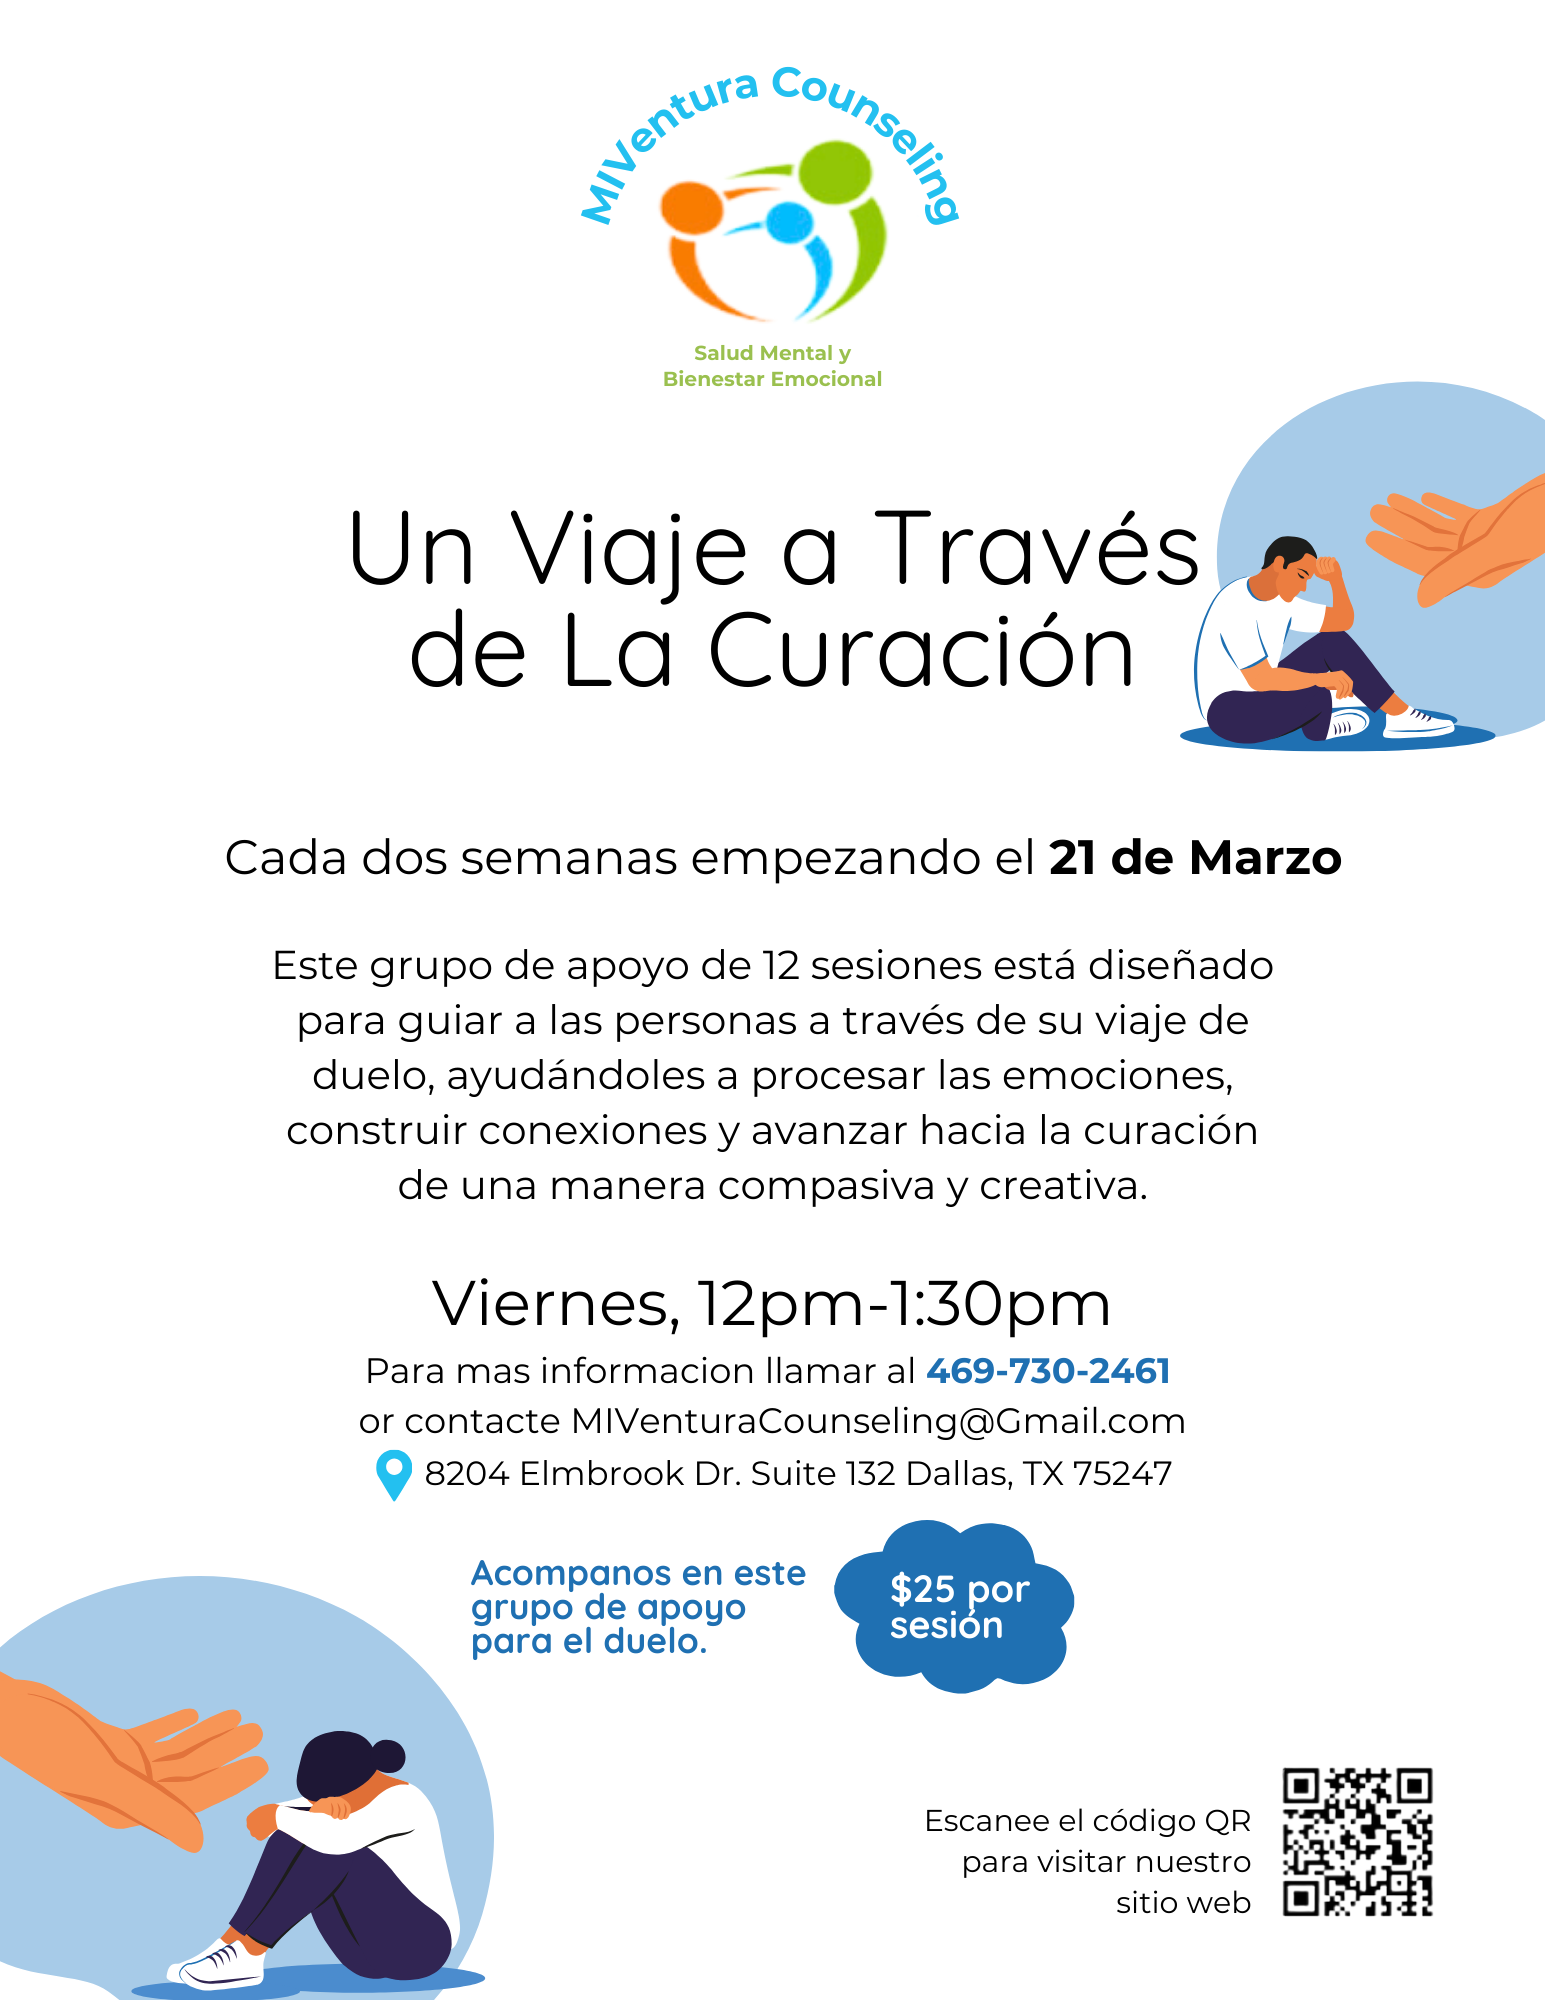 MIVentura Counseling
Salud Mental y
Bienestar Emocional
Un Viaje a Través
de La Curación
Cada dos semanas empezando el 21 de Marzo
Este grupo de apoyo de 12 sesiones está diseñado
para guiar a las personas a través de su viaje de
duelo, ayudándoles a procesar las emociones,
construir conexiones y avanzar hacia la curación
de una manera compasiva y creativa.
Viernes, 12pm-1:30pm
Para mas informacion llamar al 469-730-2461
or contacte MIVenturaCounseling@Gmail.com
8204 Elmbrook Dr. Suite 132 Dallas, TX 75247
Acompanos en este
grupo de apoyo
para el duelo.
$25 por
sesión
Escanee el código QR
para visitar nuestro
sitio web